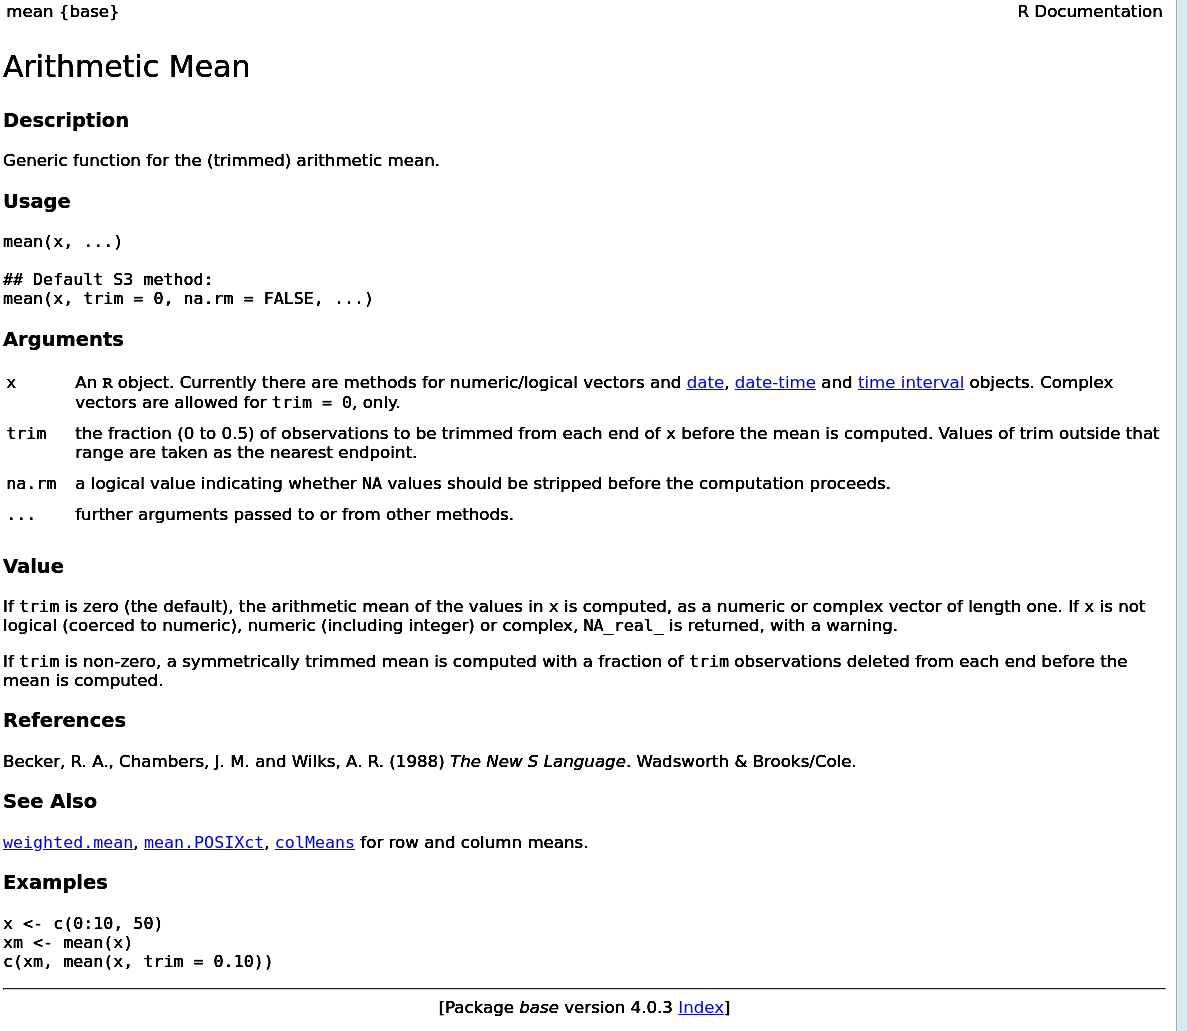 mean {base}
R Documentation
Arithmetic Mean
Description
Generic function for the (trimmed) arithmetic mean.
Usage
mean(x, ...)
## Default S3 method:
mean(x, trim = 0, na.rm = FALSE, ...)
Arguments
x An R object. Currently there are methods for numeric/logical vectors and date, date-time and time interval objects. Complex
vectors are allowed for trim = 0, only.
trim the fraction (0 to 0.5) of observations to be trimmed from each end of x before the mean is computed. Values of trim outside that
range are taken as the nearest endpoint.
na.rm a logical value indicating whether NA values should be stripped before the computation proceeds.
... further arguments passed to or from other methods.
Value
If trim is zero (the default), the arithmetic mean of the values in x is computed, as a numeric or complex vector of length one. If x is not
logical (coerced to numeric), numeric (including integer) or complex, NA_real_ is returned, with a warning.
If trim is non-zero, a symmetrically trimmed mean is computed with a fraction of trim observations deleted from each end before the
mean is computed.
References
Becker, R. A., Chambers, J. M. and Wilks, A. R. (1988) The New S Language. Wadsworth & Brooks/Cole.
See Also
weighted.mean, mean.POSIXct, colMeans for row and column means.
Examples
x <- c(0:10, 50)
xm <- mean(x)
c(xm, mean(x, trim = 0.10))
[Package base version 4.0.3 Index]